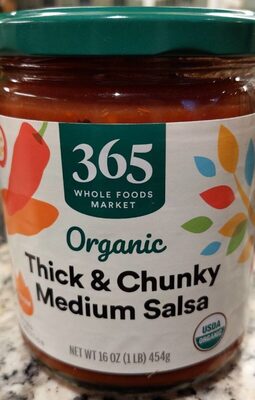 365
WHOLE FOODS
MARKET
Organic
Thick & Chunky
Medium Salsa
USDA
ORGANIC
NET WT 16 OZ (1 LB) 454g